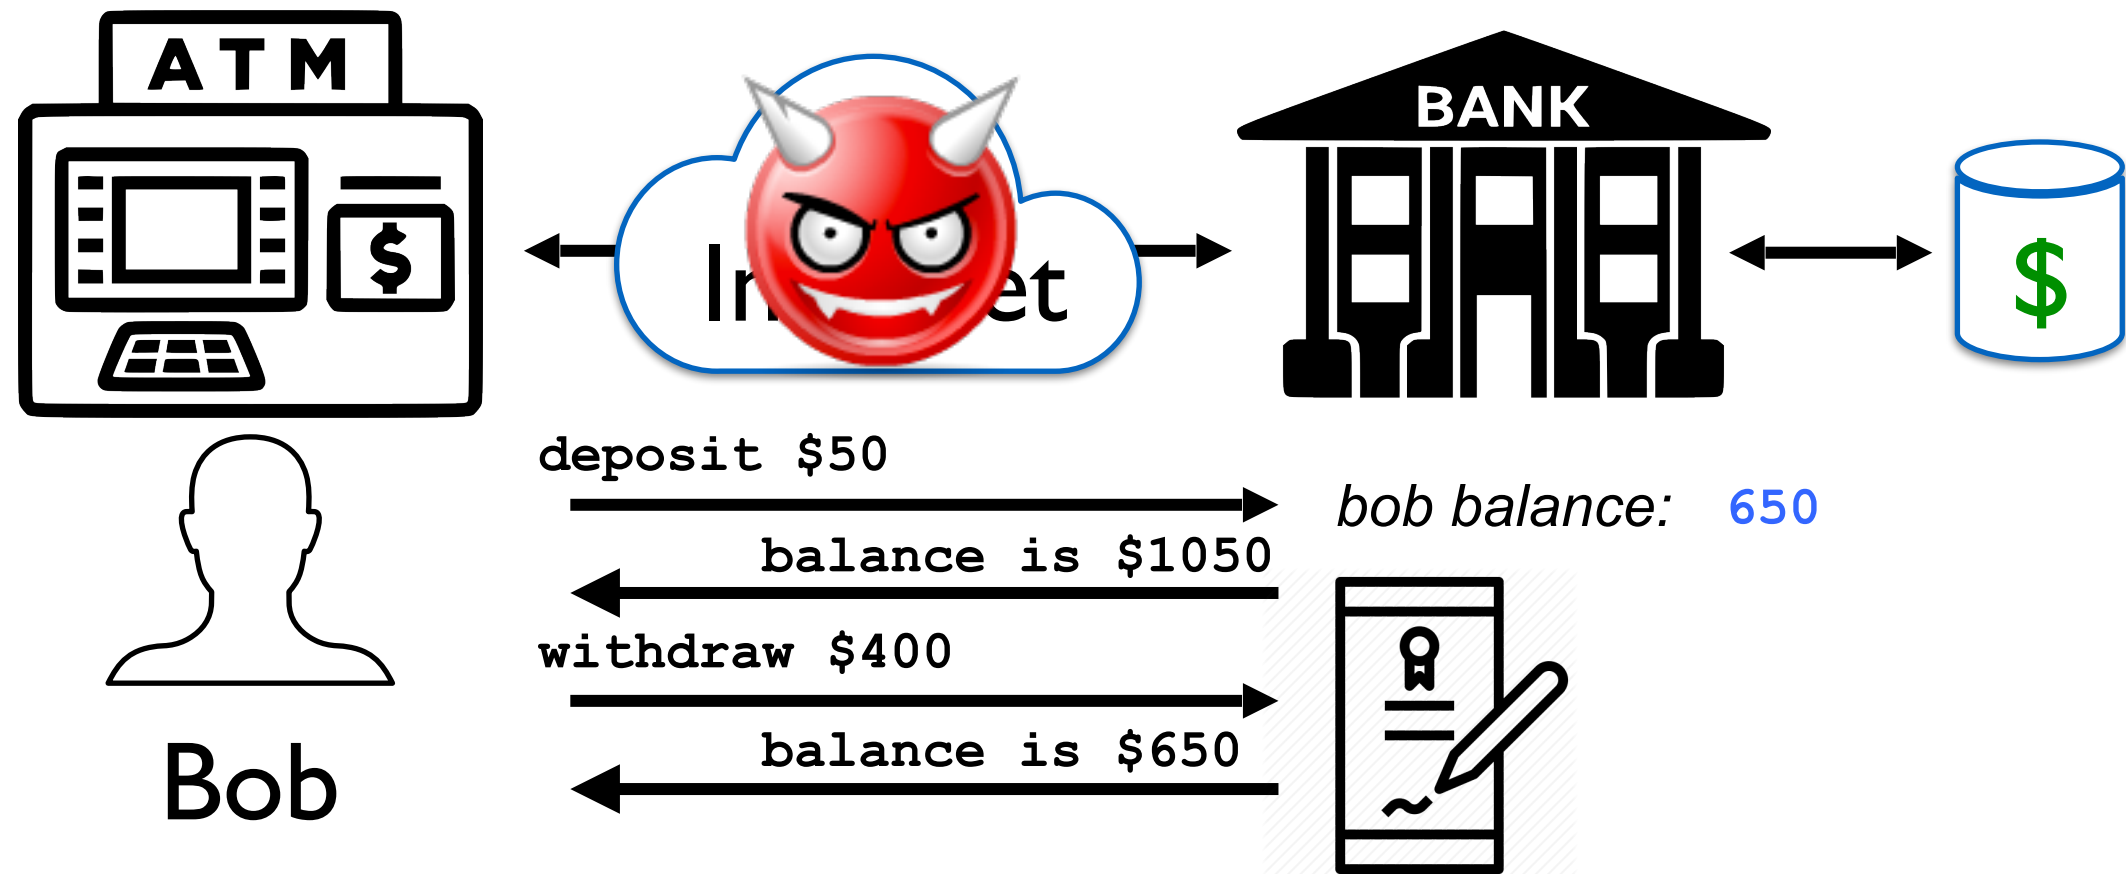 ATM
$
BANK
$
deposit $50
bob balance: 650
balance is $1050
withdraw $400
balance is $650
Bob